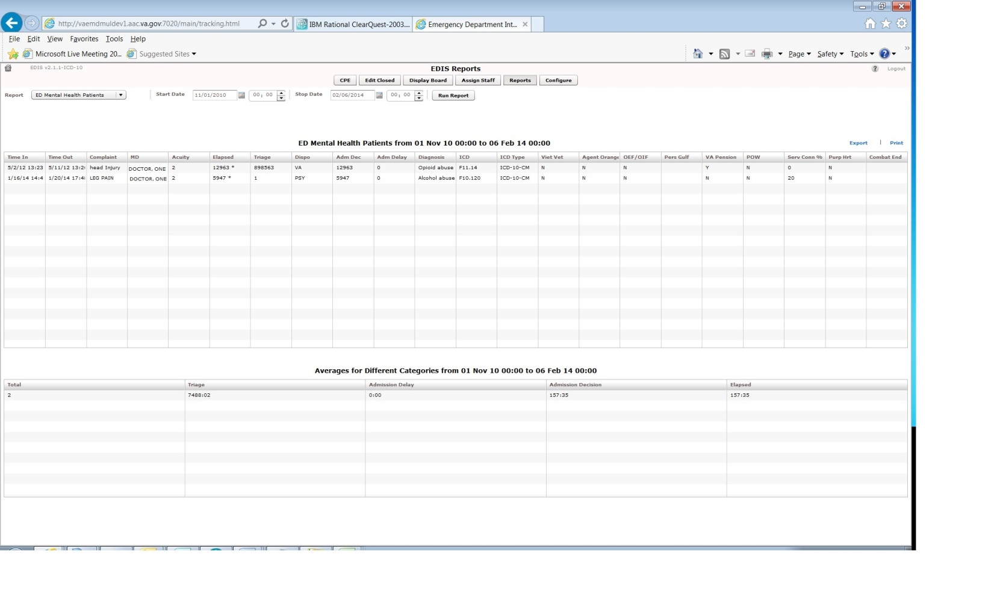 http://vaemdmuldev1.aac.va.gov:7020/main/tracking.html IBM Rational ClearQuest-2003.... Emergency Department Int...
File Edit View Favorites Tools Help
Microsoft Live Meeting 20... Suggested Sites Page Safety Tools
EDIS v2.1.1-ICD-10 EDIS Reports Logout
CPE Edit Closed Display Board Assign Staff Reports Configure
Report ED Mental Health Patients Start Date 11/01/2010 00: 00 Stop Date 02/06/2014 00: 00 Run Report
ED Mental Health Patients from 01 Nov 10 00:00 to 06 Feb 14 00:00 Export | Print
Time In Time Out Complaint MD Acuity Elapsed Triage Dispo Adm Dec Adm Delay Diagnosis ICD ICD Type Viet Vet Agent Orange OEF/OIF Pers Gulf VA Pension POW Serv Conn % Purp Hrt Combat End
5/2/12 13:23 5/11/12 13:2 head Injury DOCTOR, ONE 2 12963 * 898563 VA 12963 0 Opioid abuse F11.14 ICD-10-CM N N N Y N 0 N
1/16/14 14:4 1/20/14 17:4 LEG PAIN DOCTOR, ONE 2 5947 * 1 PSY 5947 0 Alcohol abuse F10.120 ICD-10-CM N N N N N 20 N
Averages for Different Categories from 01 Nov 10 00:00 to 06 Feb 14 00:00
Total Triage Admission Delay Admission Decision Elapsed
2 7488:02 0:00 157:35 157:35